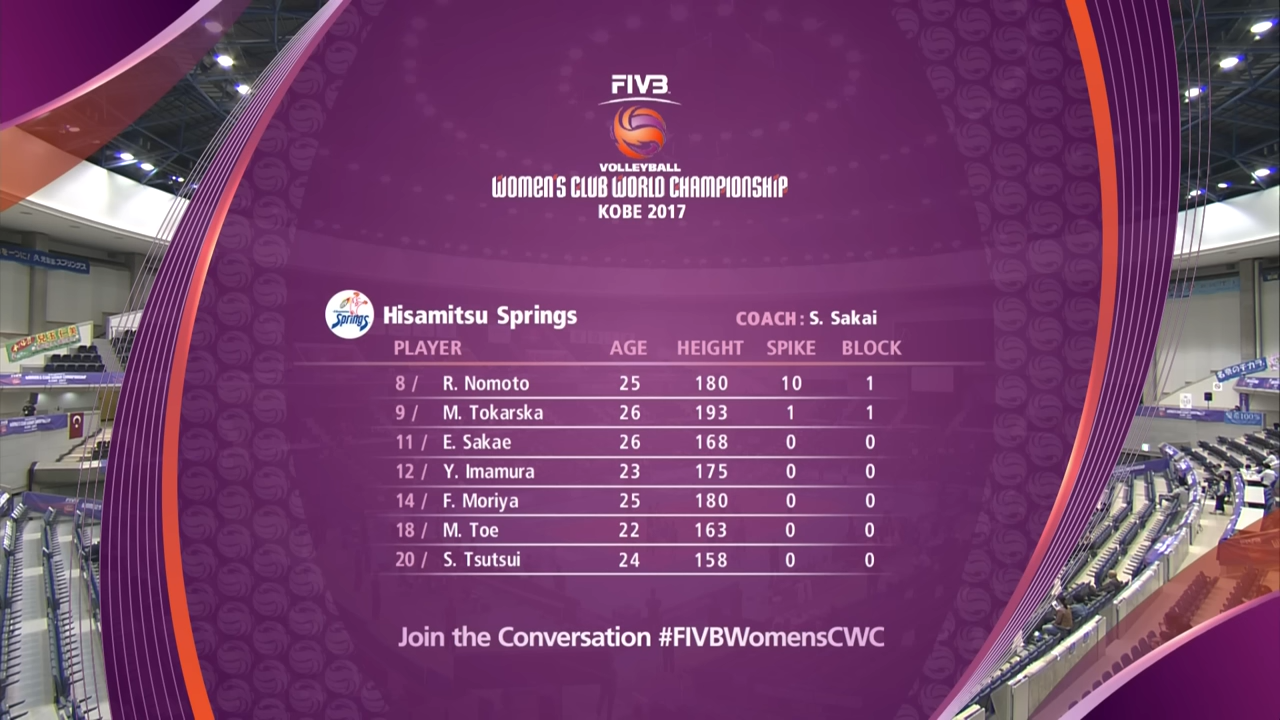 FIVB
VOLLEYBALL
WOMEN'S CLUB WORLD CHAMPIONSHIP
KOBE 2017
Springs Hisamitsu Springs COACH: S. Sakai
PLAYER AGE HEIGHT SPIKE BLOCK
8 / R. Nomoto 25 180 10 1
9 / M. Tokarska 26 193 1 1
11 / E. Sakae 26 168 0 0
12 / Y. Imamura 23 175 0 0
14 / F. Moriya 25 180 0 0
18 / M. Toe 22 163 0 0
20 / S. Tsutsui 24 158 0 0
Join the Conversation #FIVBWomensCWC